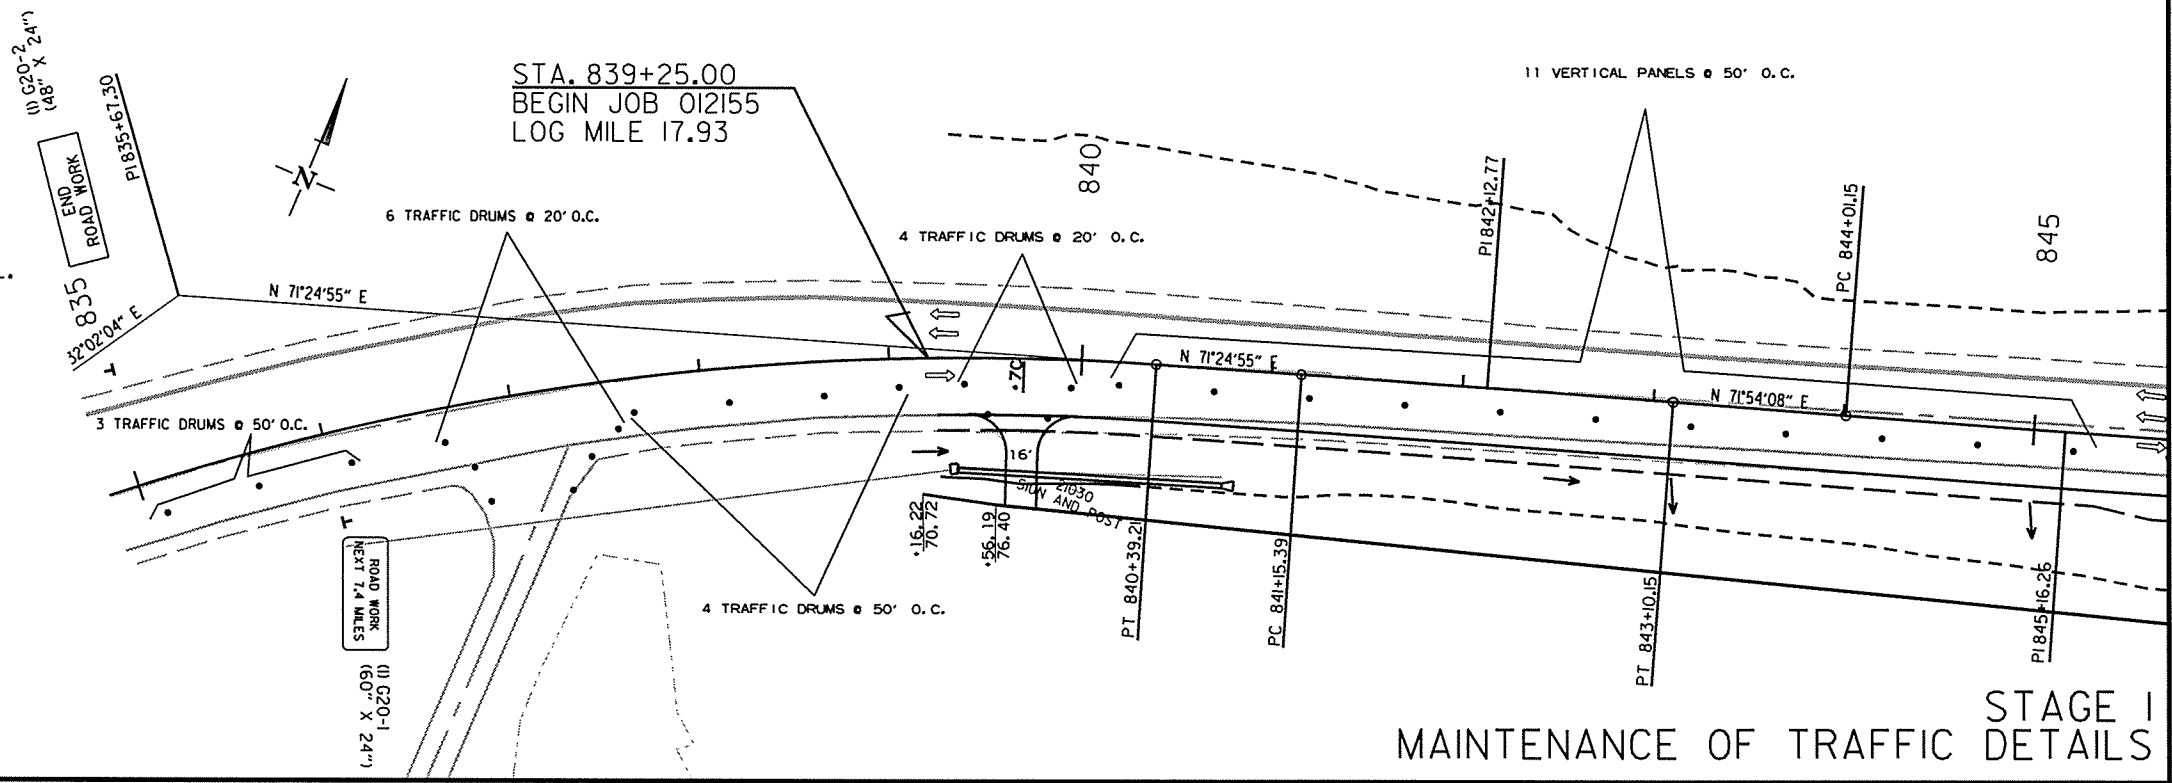 (1) G20-2
(48" X 24")
END
ROAD WORK
PI 835+67.30
835
32°02'04" E
N 71°24'55" E
N
STA. 839+25.00
BEGIN JOB 012155
LOG MILE 17.93
6 TRAFFIC DRUMS @ 20' O.C.
4 TRAFFIC DRUMS @ 20' O.C.
11 VERTICAL PANELS @ 50' O.C.
840
PI 842+12.77
PC 844+01.15
845
N 71°24'55" E
N 71°54'08" E
3 TRAFFIC DRUMS @ 50' O.C.
16'
21030
SIGN AND POST
+16.22
70.72
+56.19
76.40
PT 840+39.21
PC 841+15.39
PT 843+10.15
PI 845+16.26
ROAD WORK
NEXT 7.4 MILES
(1) G20-1
(60" X 24")
4 TRAFFIC DRUMS @ 50' O.C.
STAGE 1
MAINTENANCE OF TRAFFIC DETAILS